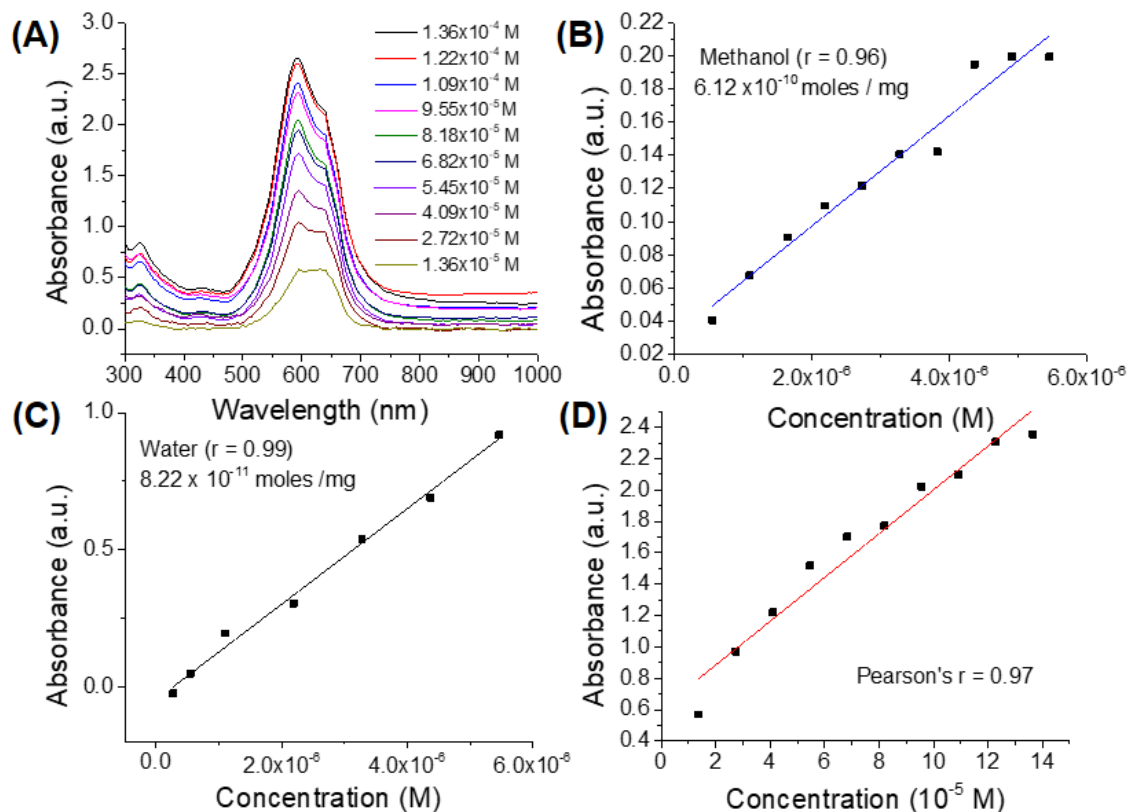 (A)
3.0
2.5
2.0
1.5
1.0
0.5
0.0
Absorbance (a.u.)
300 400 500 600 700 800 900 1000
Wavelength (nm)
1.36x10⁻⁴ M
1.22x10⁻⁴ M
1.09x10⁻⁴ M
9.55x10⁻⁵ M
8.18x10⁻⁵ M
6.82x10⁻⁵ M
5.45x10⁻⁵ M
4.09x10⁻⁵ M
2.72x10⁻⁵ M
1.36x10⁻⁵ M
(B)
0.22
0.20
0.18
0.16
0.14
0.12
0.10
0.08
0.06
0.04
0.02
Absorbance (a.u.)
Methanol (r = 0.96)
6.12 x10⁻¹⁰ moles / mg
0.0 2.0x10⁻⁶ 4.0x10⁻⁶ 6.0x10⁻⁶
Concentration (M)
(C)
1.0
0.5
0.0
Absorbance (a.u.)
Water (r = 0.99)
8.22 x 10⁻¹¹ moles /mg
0.0 2.0x10⁻⁶ 4.0x10⁻⁶ 6.0x10⁻⁶
Concentration (M)
(D)
2.4
2.2
2.0
1.8
1.6
1.4
1.2
1.0
0.8
0.6
0.4
Absorbance (a.u.)
Pearson's r = 0.97
0 2 4 6 8 10 12 14
Concentration (10⁻⁵ M)